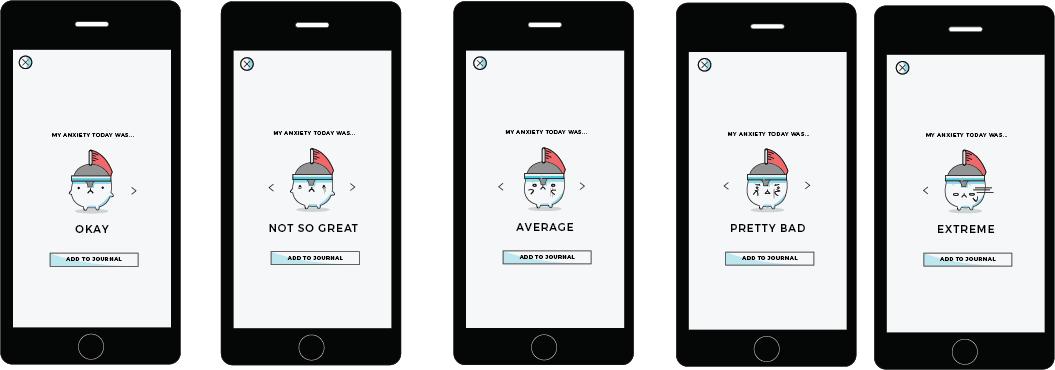 MY ANXIETY TODAY WAS...
OKAY
ADD TO JOURNAL
MY ANXIETY TODAY WAS...
NOT SO GREAT
ADD TO JOURNAL
MY ANXIETY TODAY WAS...
AVERAGE
ADD TO JOURNAL
MY ANXIETY TODAY WAS...
PRETTY BAD
ADD TO JOURNAL
MY ANXIETY TODAY WAS...
EXTREME
ADD TO JOURNAL